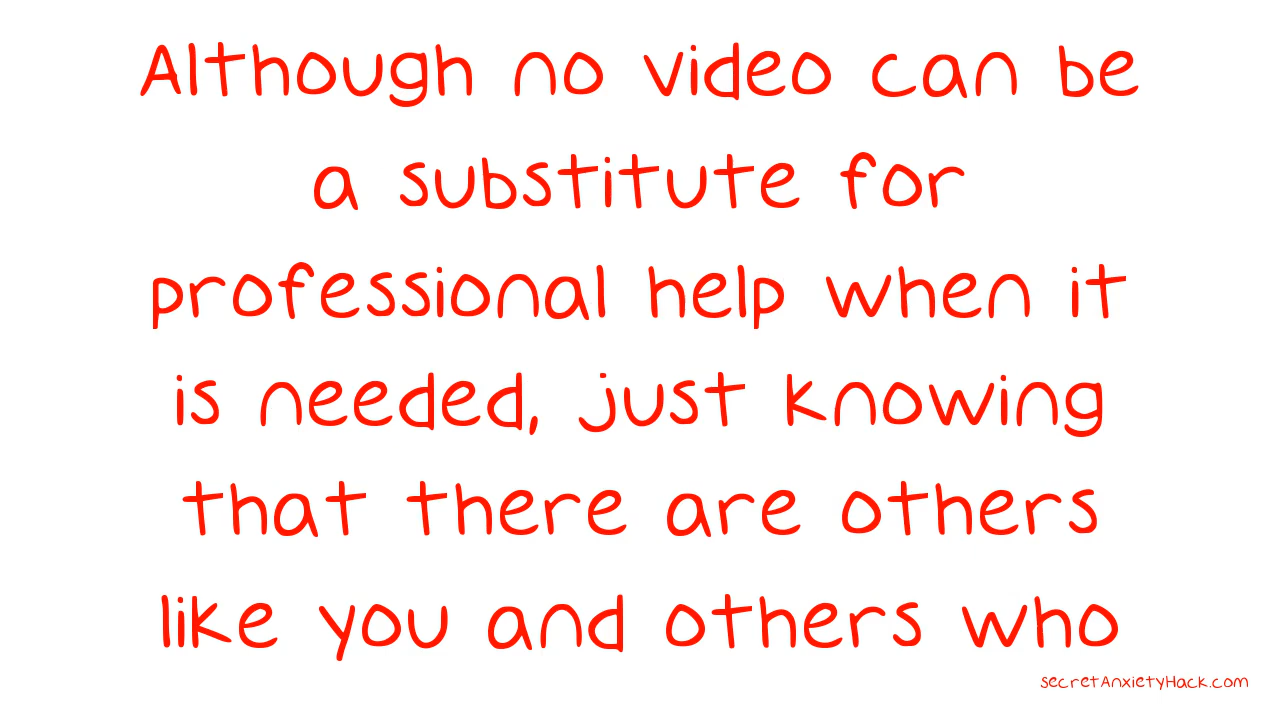 Although no video can be
a substitute for
professional help when it
is needed, just knowing
that there are others
like you and others who
secretAnxietyHack.com